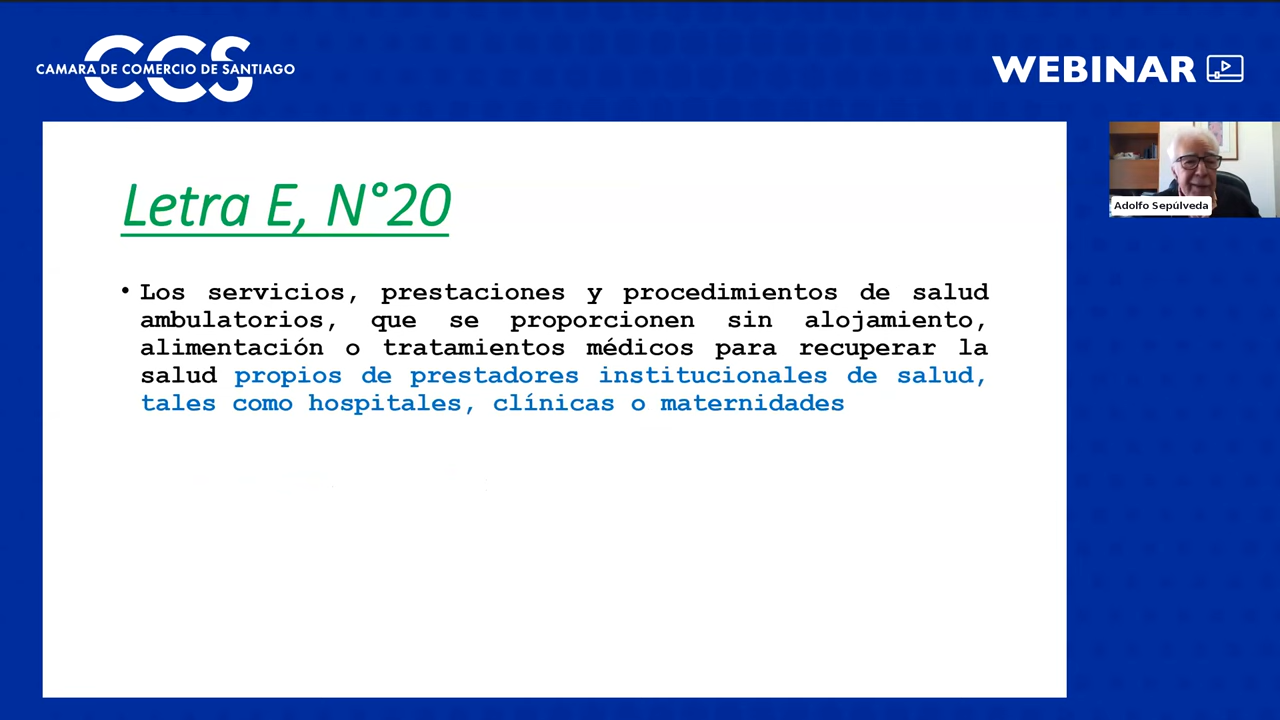 CCS
CAMARA DE COMERCIO DE SANTIAGO
WEBINAR
Adolfo Sepúlveda
Letra E, N°20
• Los servicios, prestaciones y procedimientos de salud
ambulatorios, que se proporcionen sin alojamiento,
alimentación o tratamientos médicos para recuperar la
salud propios de prestadores institucionales de salud,
tales como hospitales, clínicas o maternidades